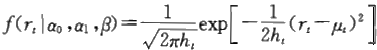 f(r_t|α_0,α_1,β)=\frac{1}{\sqrt{2πh_t}}exp[-\frac{1}{2h_t}(r_t-μ_t)^2]